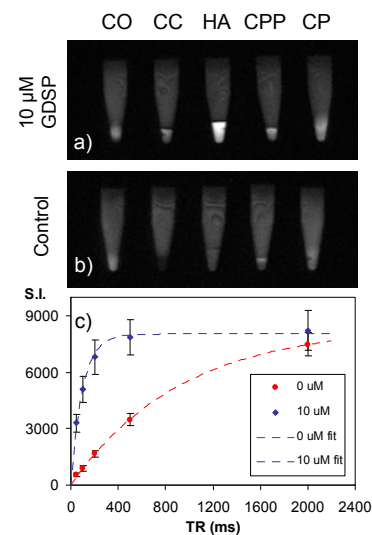 CO CC HA CPP CP
10 µM
GDSP
a)
Control
b)
S.I.
c)
9000
6000
3000
0
0 400 800 1200 1600 2000
TR (ms)
0 uM
10 uM
0 uM fit
10 uM fit